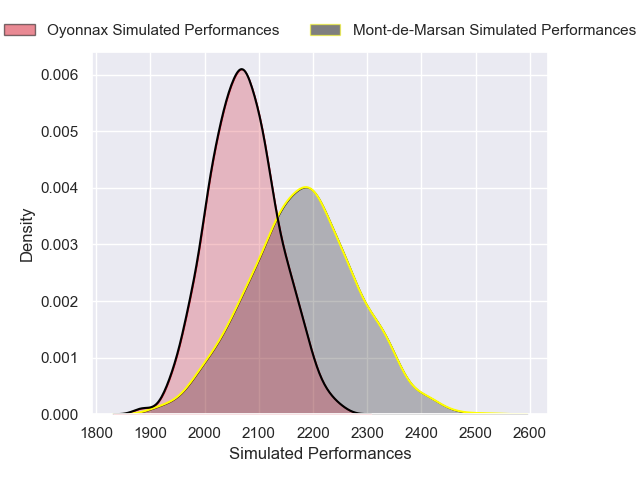 Oyonnax Simulated Performances
Mont-de-Marsan Simulated Performances
0.006
0.005
0.004
0.003
0.002
0.001
0.000
Density
1800 1900 2000 2100 2200 2300 2400 2500 2600
Simulated Performances